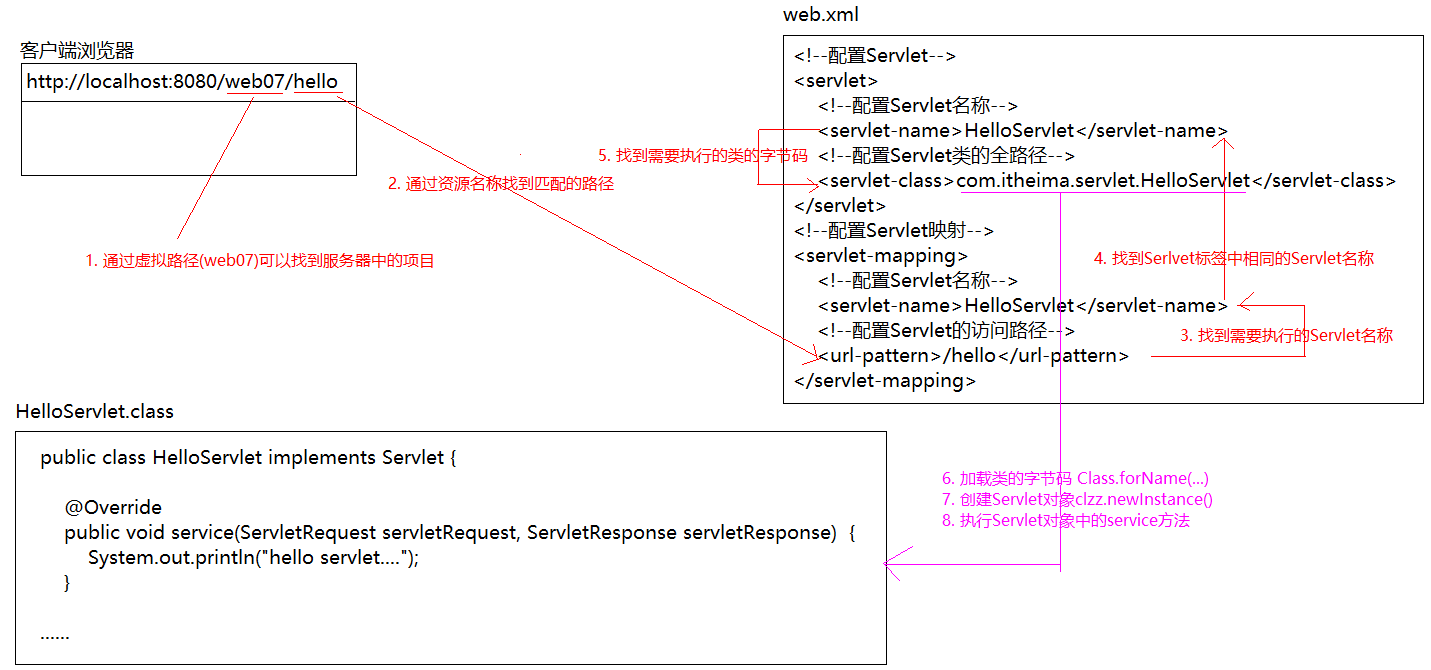 客户端浏览器
http://localhost:8080/web07/hello
1. 通过虚拟路径(web07)可以找到服务器中的项目
2. 通过资源名称找到匹配的路径
web.xml
<!--配置Servlet-->
<servlet>
<!--配置Servlet名称-->
<servlet-name>HelloServlet</servlet-name>
<!--配置Servlet类的全路径-->
<servlet-class>com.itheima.servlet.HelloServlet</servlet-class>
</servlet>
<!--配置Servlet映射-->
<servlet-mapping>
<!--配置Servlet名称-->
<servlet-name>HelloServlet</servlet-name>
<!--配置Servlet的访问路径-->
<url-pattern>/hello</url-pattern>
</servlet-mapping>
3. 找到需要执行的Servlet名称
4. 找到Serlvet标签中相同的Servlet名称
5. 找到需要执行的类的字节码
6. 加载类的字节码 Class.forName(...)
7. 创建Servlet对象clzz.newInstance()
8. 执行Servlet对象中的service方法
HelloServlet.class
public class HelloServlet implements Servlet {
@Override
public void service(ServletRequest servletRequest, ServletResponse servletResponse) {
System.out.println("hello servlet....");
}
......